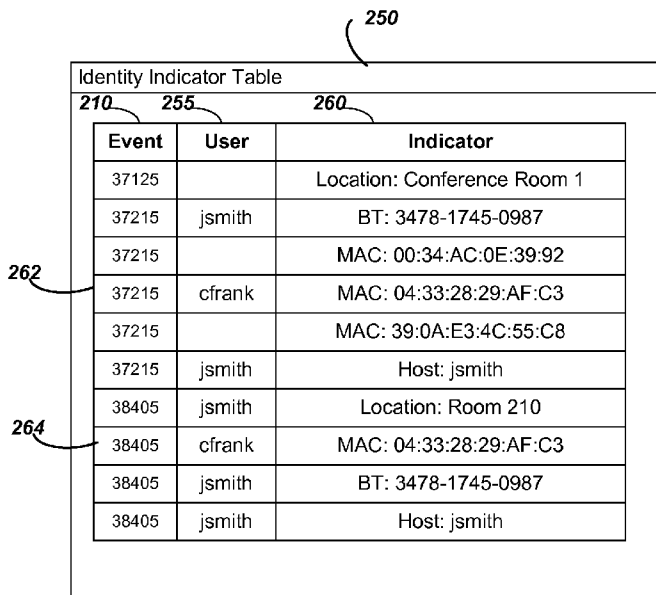 250
Identity Indicator Table
210 255 260
Event User Indicator
37125 Location: Conference Room 1
37215 jsmith BT: 3478-1745-0987
37215 MAC: 00:34:AC:0E:39:92
262
37215 cfrank MAC: 04:33:28:29:AF:C3
37215 MAC: 39:0A:E3:4C:55:C8
37215 jsmith Host: jsmith
38405 jsmith Location: Room 210
264
38405 cfrank MAC: 04:33:28:29:AF:C3
38405 jsmith BT: 3478-1745-0987
38405 jsmith Host: jsmith